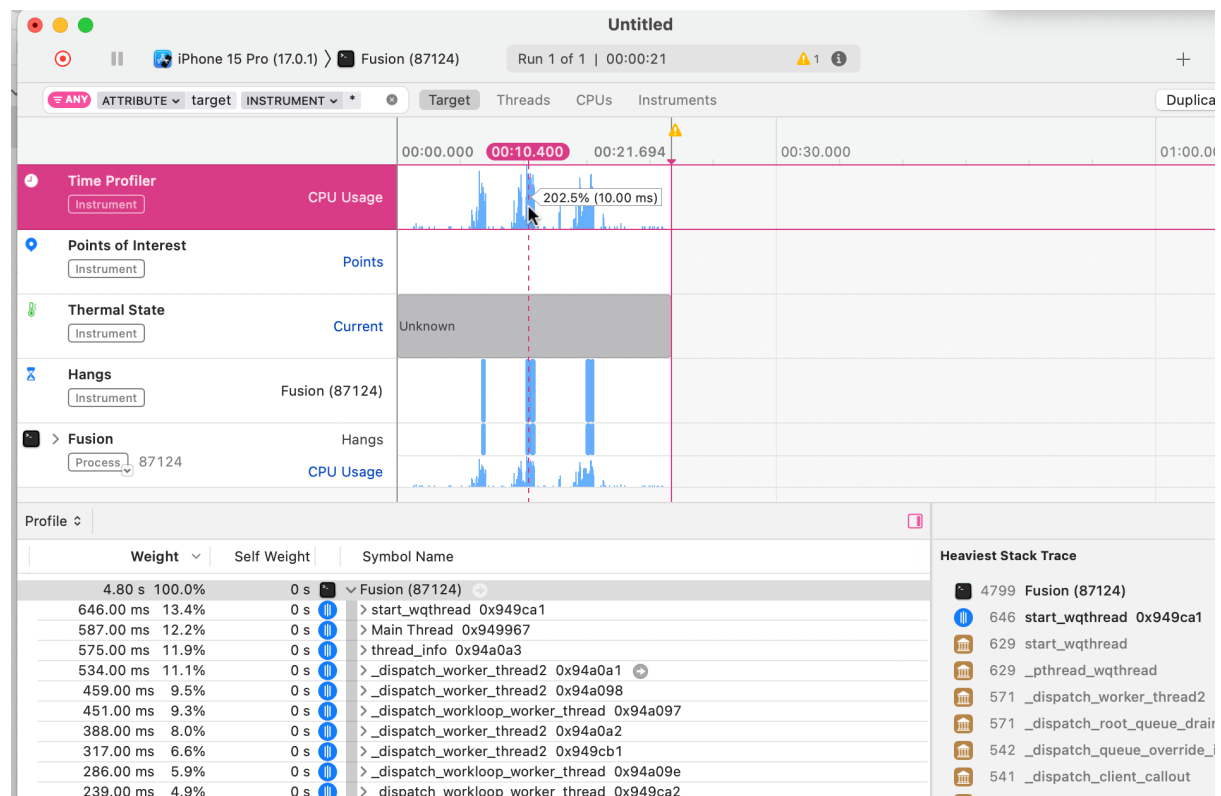 Untitled
iPhone 15 Pro (17.0.1) 〉 Fusion (87124)
Run 1 of 1 | 00:00:21
1
ANY ATTRIBUTE target INSTRUMENT *
Target Threads CPUs Instruments
Duplica
00:00.000 00:10.400 00:21.694 00:30.000 01:00.00
Time Profiler
Instrument
CPU Usage
202.5% (10.00 ms)
Points of Interest
Instrument
Points
Thermal State
Instrument
Current
Unknown
Hangs
Instrument
Fusion (87124)
Fusion
Process 87124
Hangs
CPU Usage
Profile
Weight Self Weight Symbol Name
4.80 s 100.0% 0 s Fusion (87124)
646.00 ms 13.4% 0 s start_wqthread 0x949ca1
587.00 ms 12.2% 0 s Main Thread 0x949967
575.00 ms 11.9% 0 s thread_info 0x94a0a3
534.00 ms 11.1% 0 s _dispatch_worker_thread2 0x94a0a1
459.00 ms 9.5% 0 s _dispatch_worker_thread2 0x94a098
451.00 ms 9.3% 0 s _dispatch_workloop_worker_thread 0x94a097
388.00 ms 8.0% 0 s _dispatch_worker_thread2 0x94a0a2
317.00 ms 6.6% 0 s _dispatch_worker_thread2 0x949cb1
286.00 ms 5.9% 0 s _dispatch_workloop_worker_thread 0x94a09e
239.00 ms 4.9% 0 s _dispatch_workloop_worker_thread 0x949ca2
Heaviest Stack Trace
4799 Fusion (87124)
646 start_wqthread 0x949ca1
629 start_wqthread
629 _pthread_wqthread
571 _dispatch_worker_thread2
571 _dispatch_root_queue_drain
542 _dispatch_queue_override_i
541 _dispatch_client_callout